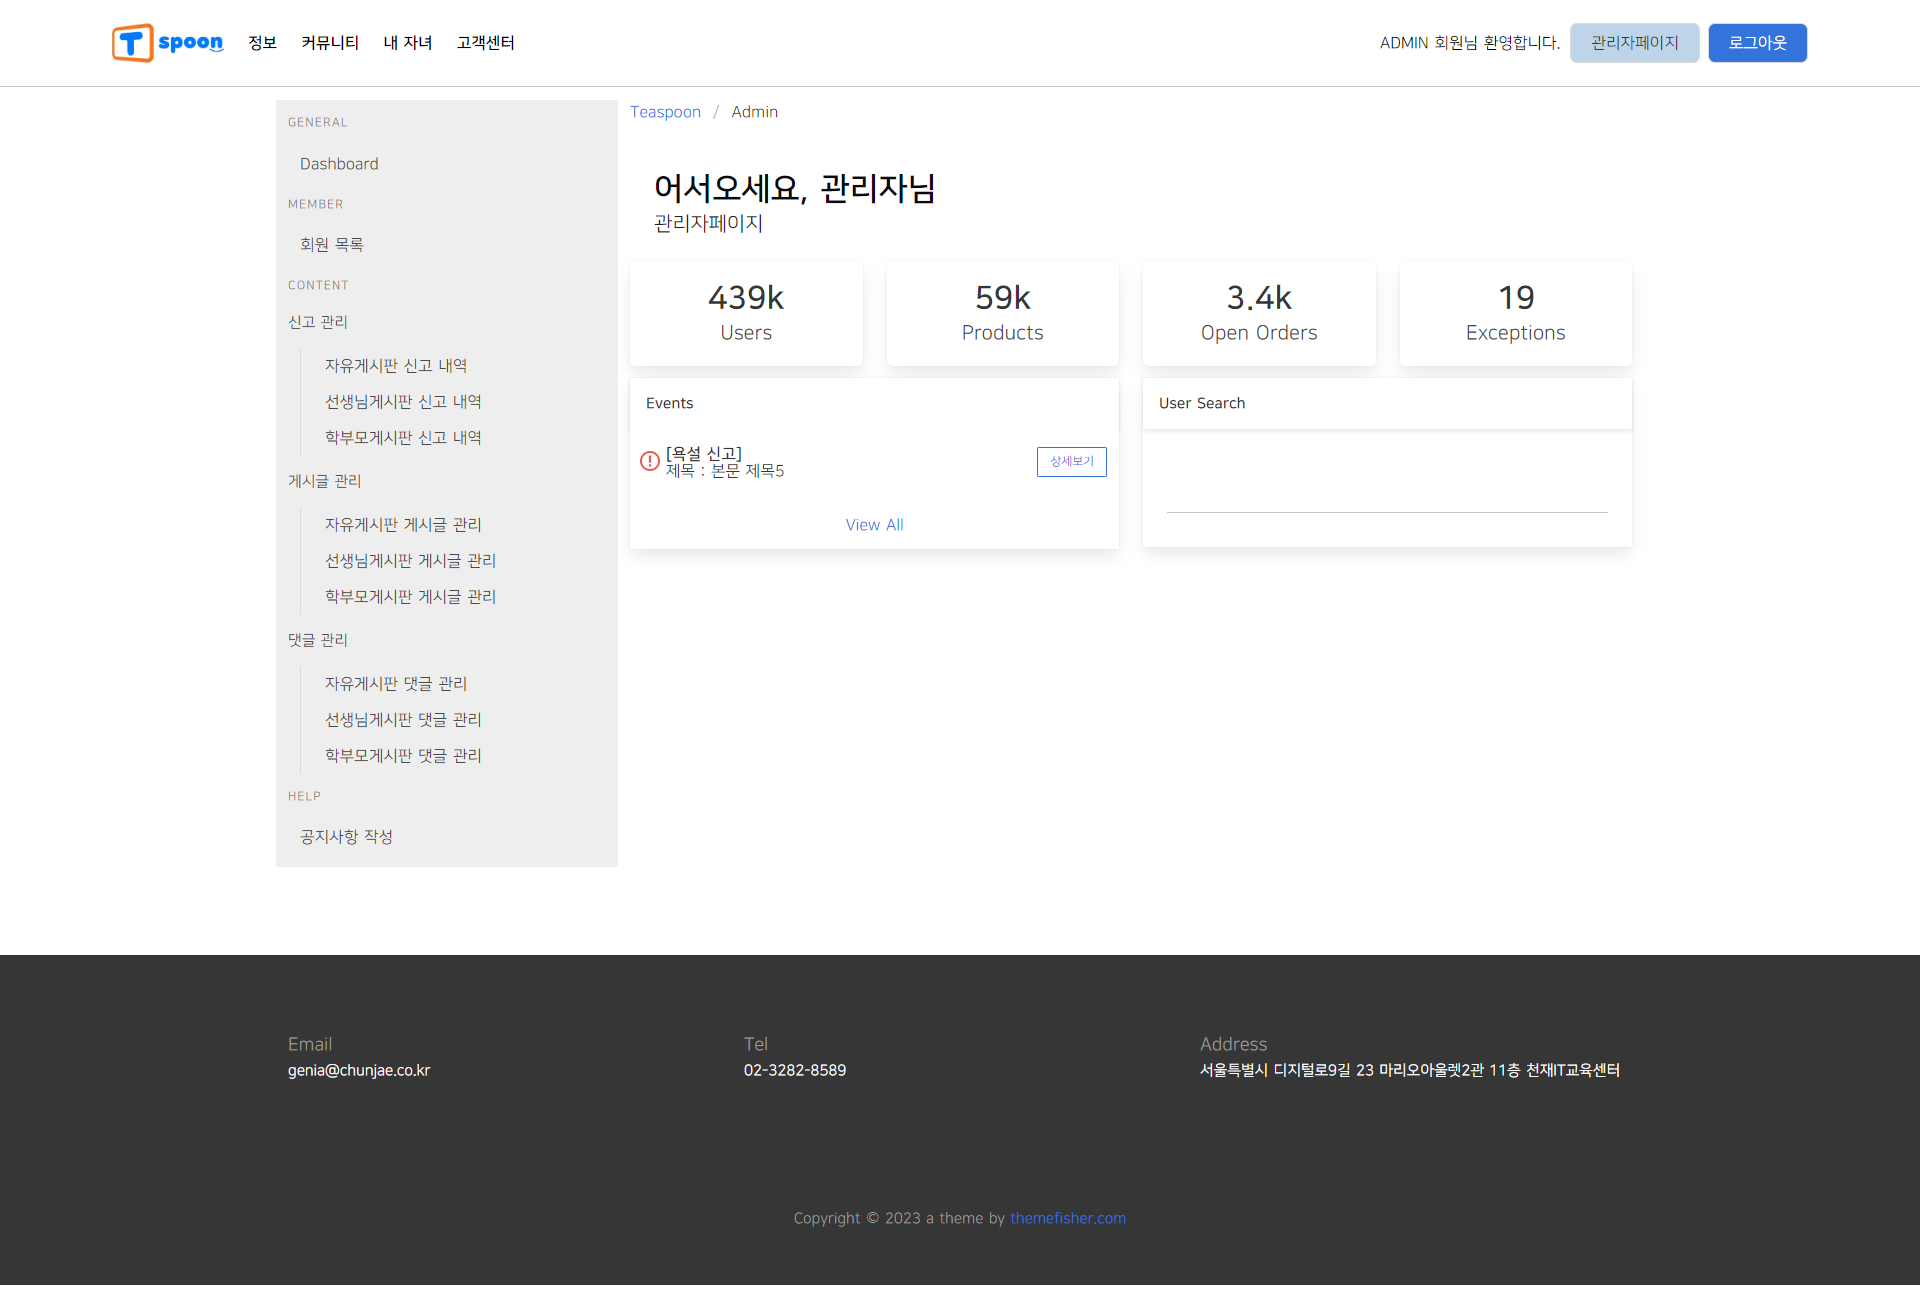 T spoon 정보 커뮤니티 내 자녀 고객센터 ADMIN 회원님 환영합니다. 관리자페이지 로그아웃
GENERAL
Dashboard
MEMBER
회원 목록
CONTENT
신고 관리
자유게시판 신고 내역
선생님게시판 신고 내역
학부모게시판 신고 내역
게시글 관리
자유게시판 게시글 관리
선생님게시판 게시글 관리
학부모게시판 게시글 관리
댓글 관리
자유게시판 댓글 관리
선생님게시판 댓글 관리
학부모게시판 댓글 관리
HELP
공지사항 작성
Teaspoon / Admin
어서오세요, 관리자님
관리자페이지
439k
Users
59k
Products
3.4k
Open Orders
19
Exceptions
Events
[욕설 신고]
제목 : 본문 제목5
상세보기
View All
User Search
Email
genia@chunjae.co.kr
Tel
02-3282-8589
Address
서울특별시 디지털로9길 23 마리오아울렛2관 11층 천재IT교육센터
Copyright © 2023 a theme by themefisher.com